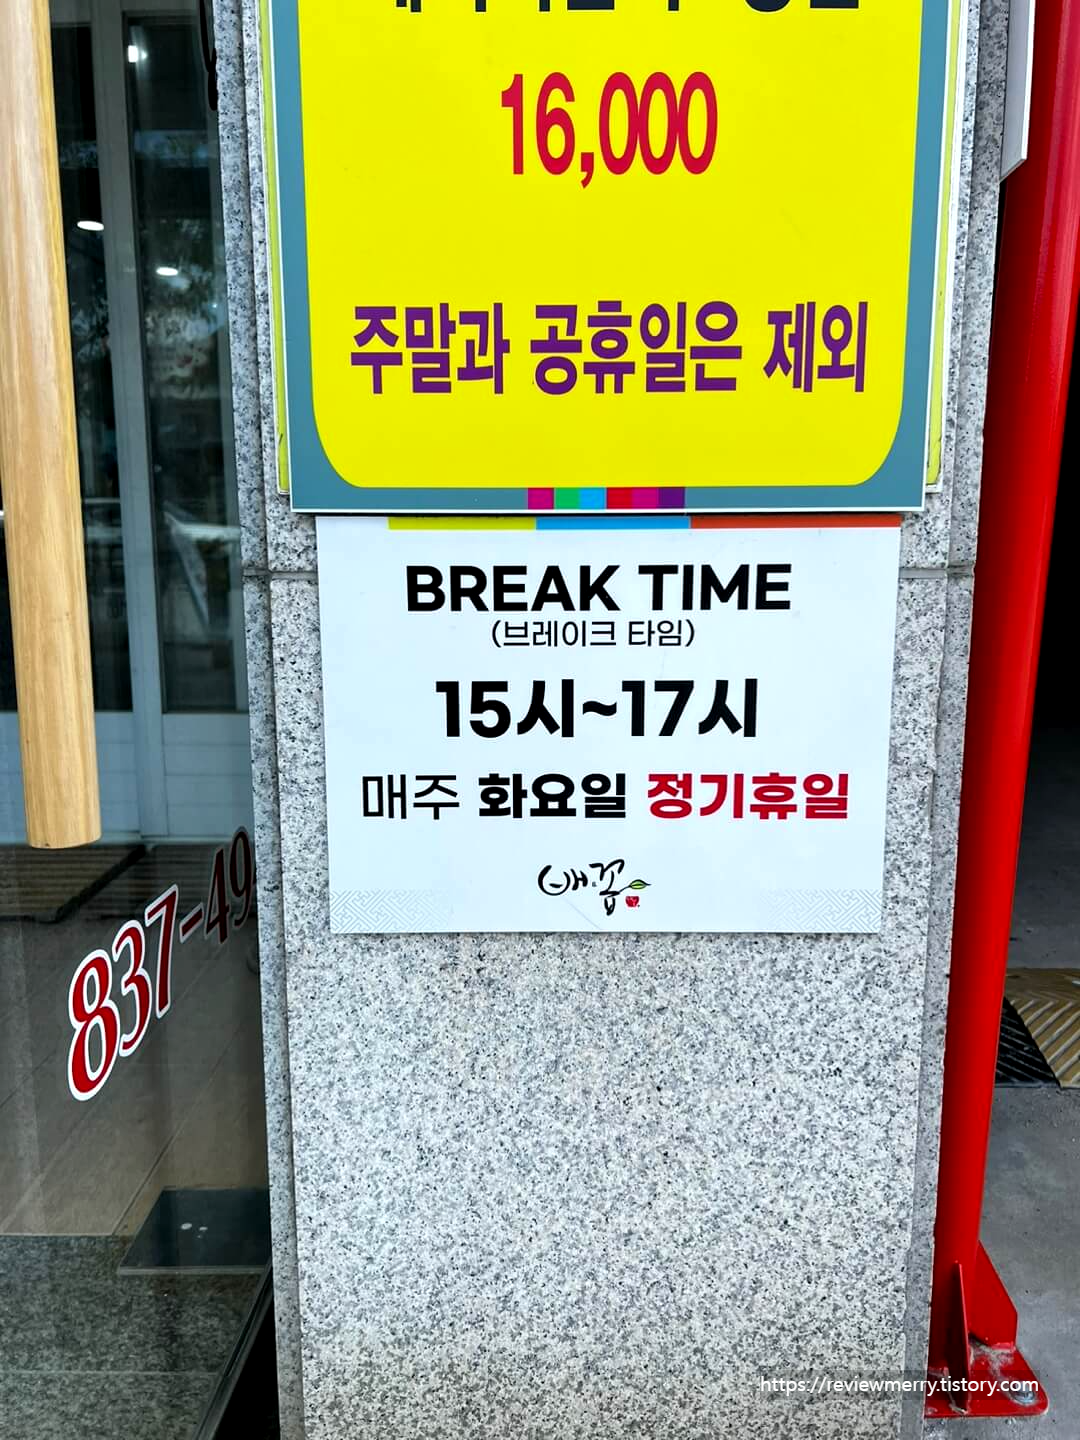 16,000
주말과 공휴일은 제외
BREAK TIME
(브레이크 타임)
15시~17시
매주 화요일 정기휴일
배꼽
837-49
https://reviewmerry.tistory.com